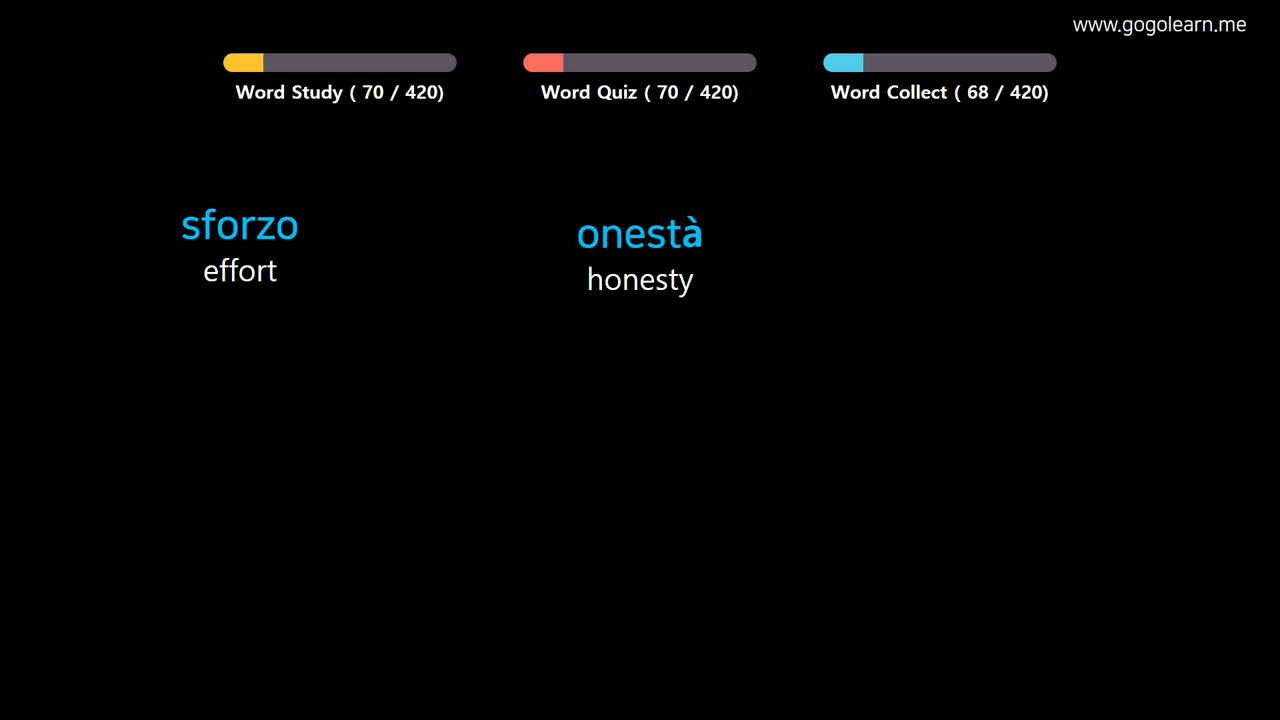 www.gogolearn.me
Word Study ( 70 / 420)
Word Quiz ( 70 / 420)
Word Collect ( 68 / 420)
sforzo
effort
onestà
honesty